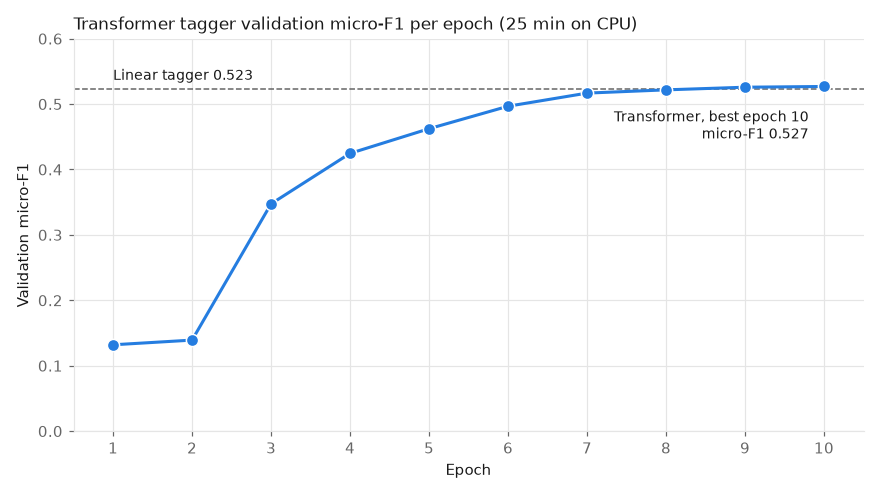 Transformer tagger validation micro-F1 per epoch (25 min on CPU)
0.6
Linear tagger 0.523
0.5
Transformer, best epoch 10
micro-F1 0.527
0.4
0.3
0.2
0.1
0.0
Validation micro-F1
1 2 3 4 5 6 7 8 9 10
Epoch